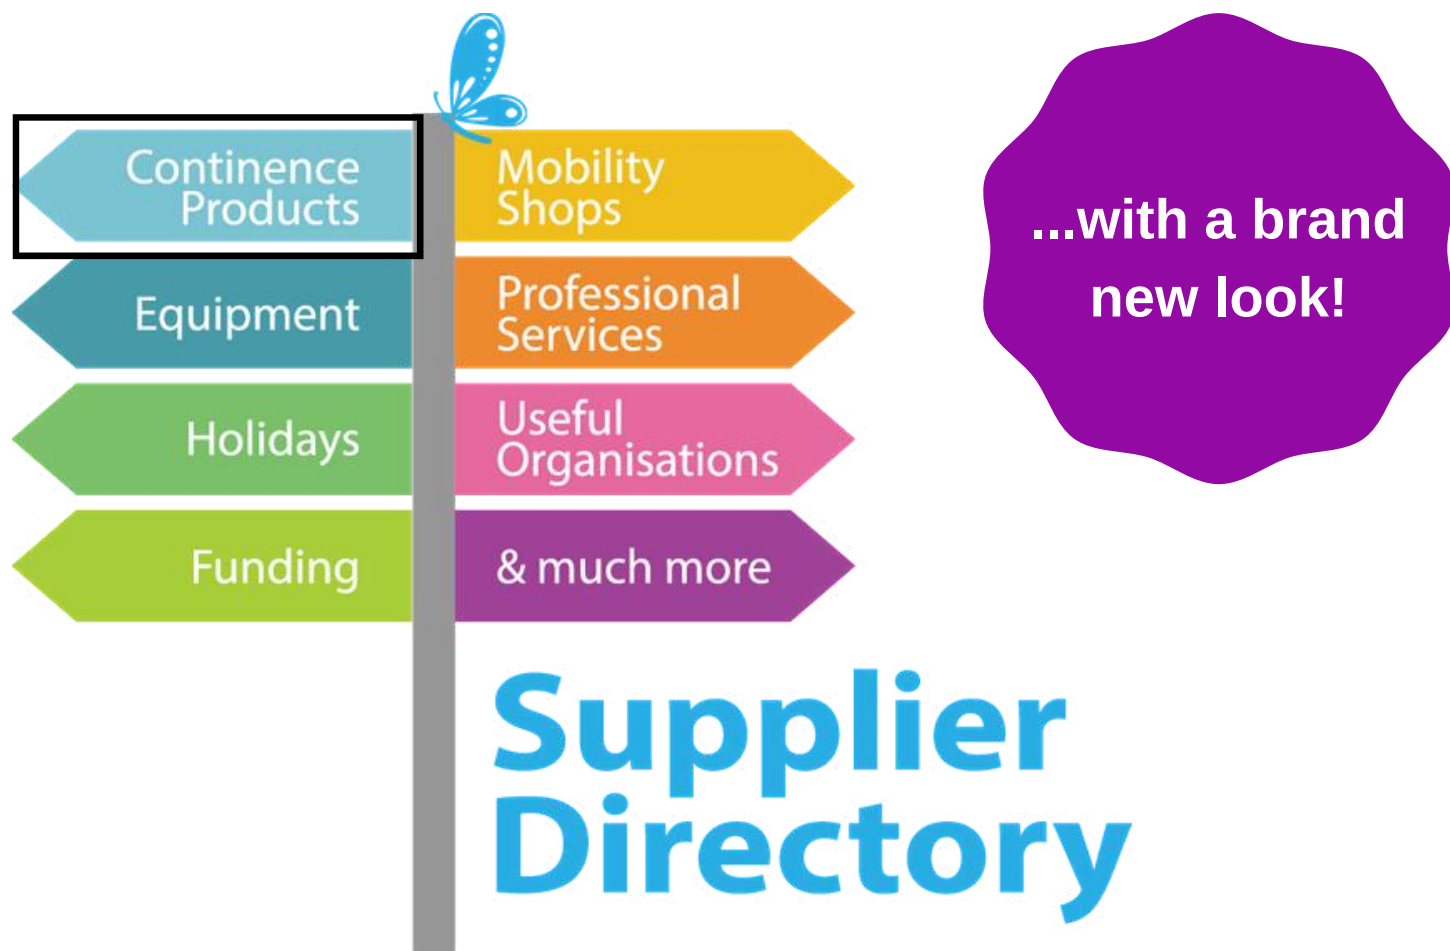 Continence
Products
Equipment
Holidays
Funding
Mobility
Shops
Professional
Services
Useful
Organisations
& much more
Supplier
Directory
...with a brand
new look!